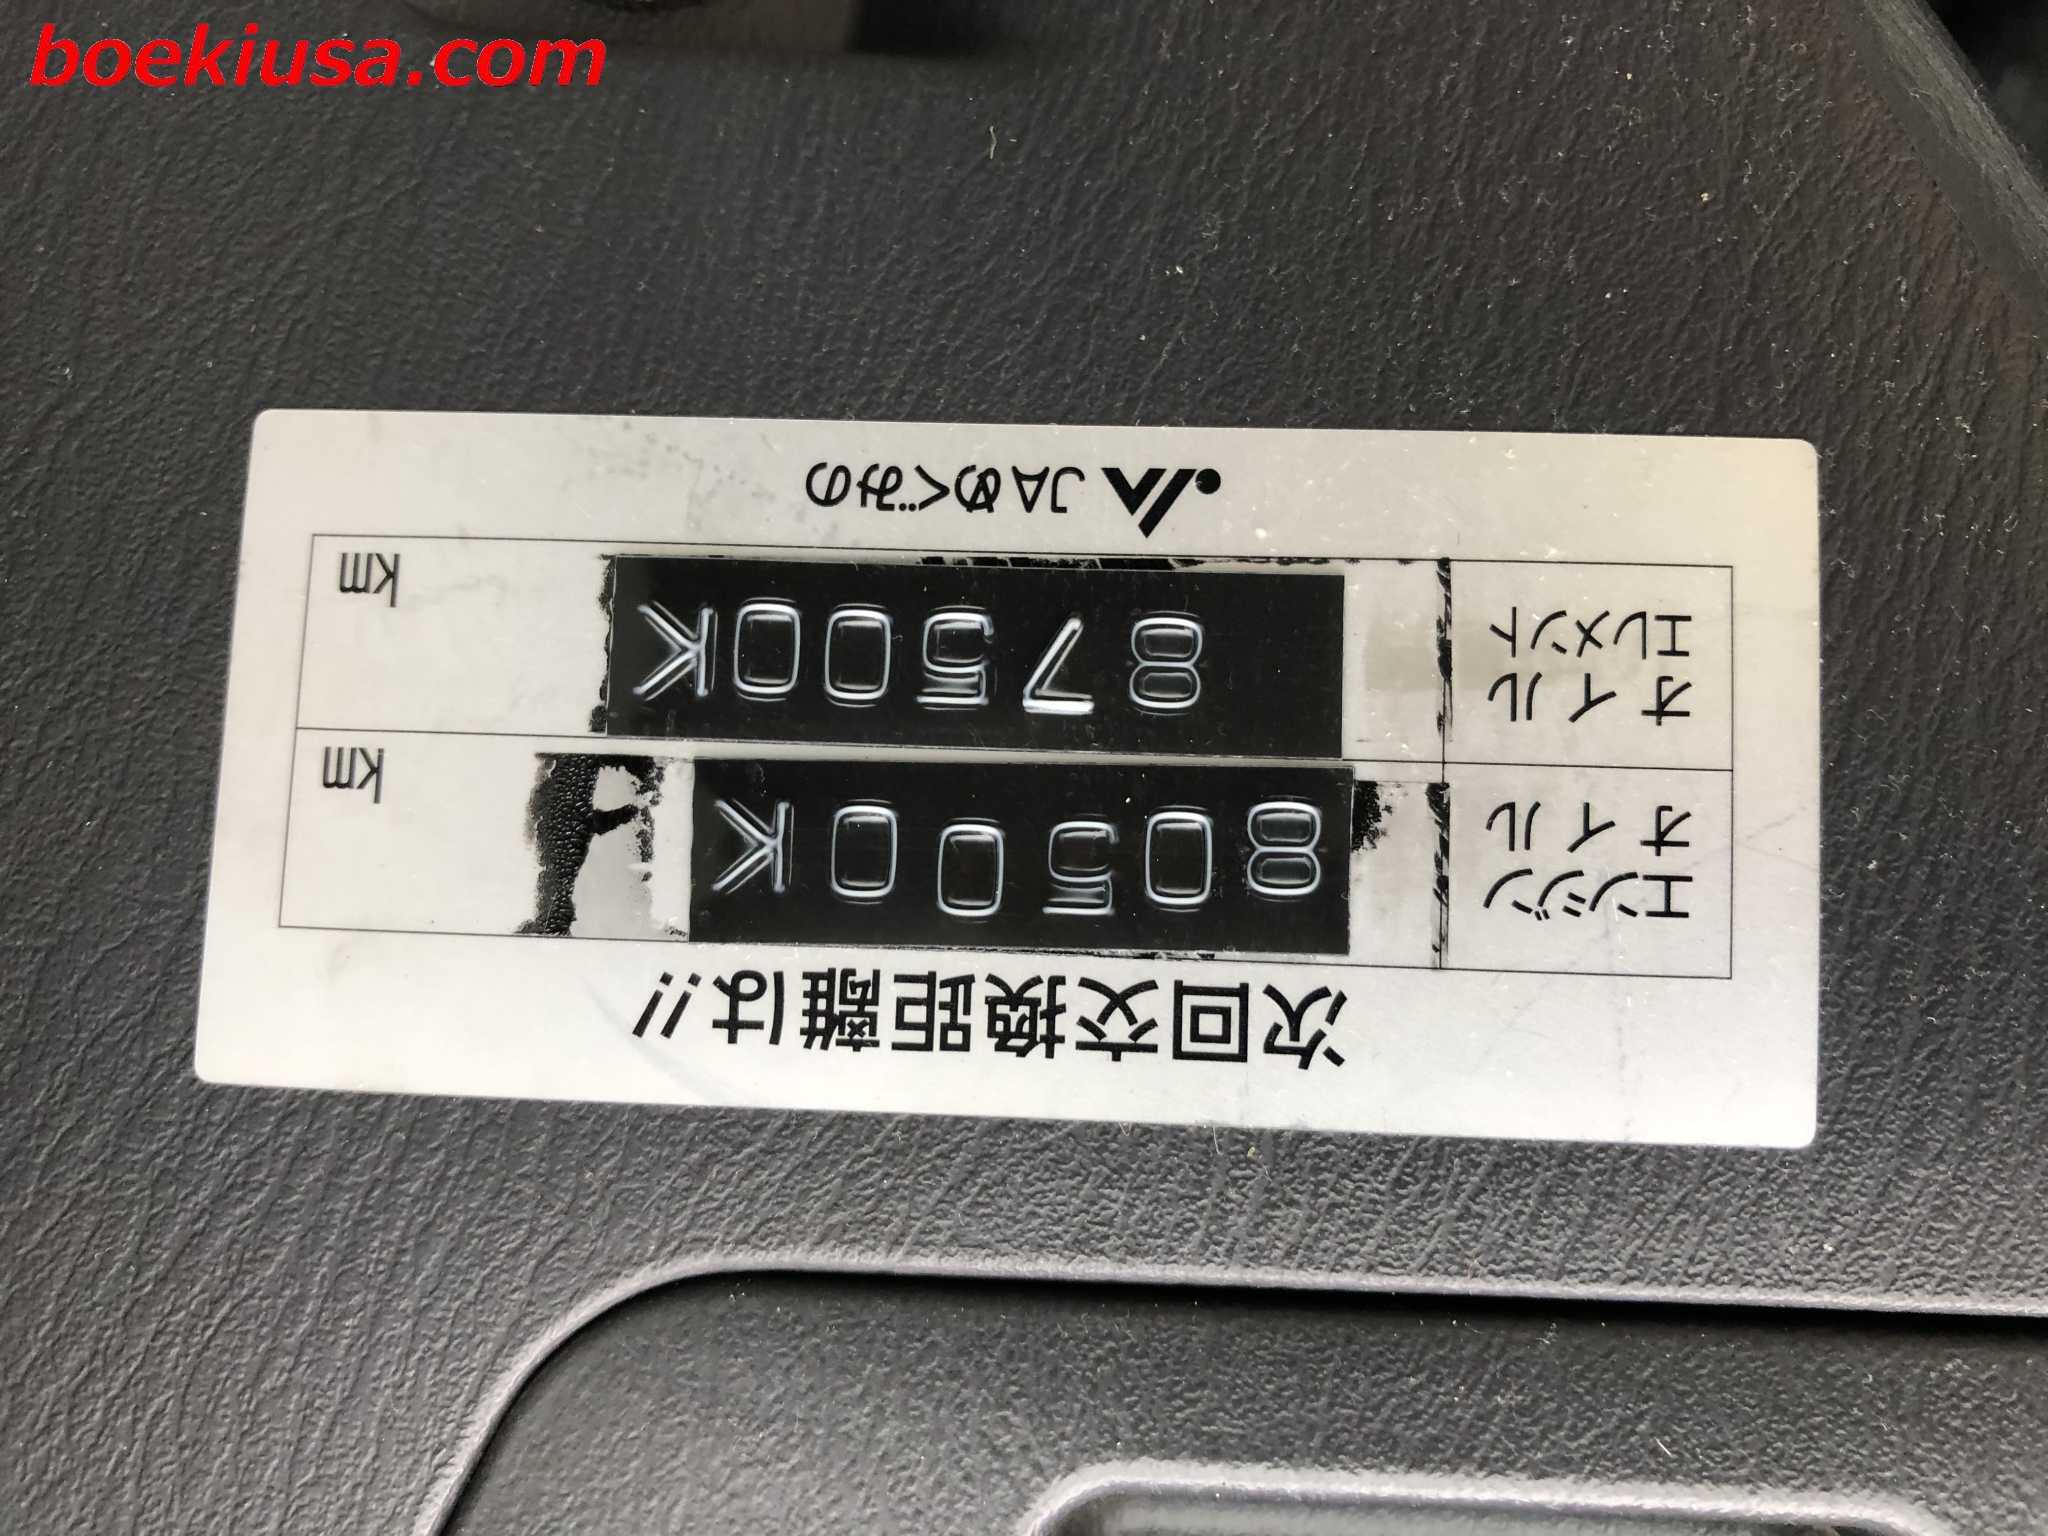 boekiusa.com
次回交換距離は!!
エンジン
オイル
80500K
km
オイル
エレメント
87500K
km
JAめぐみの